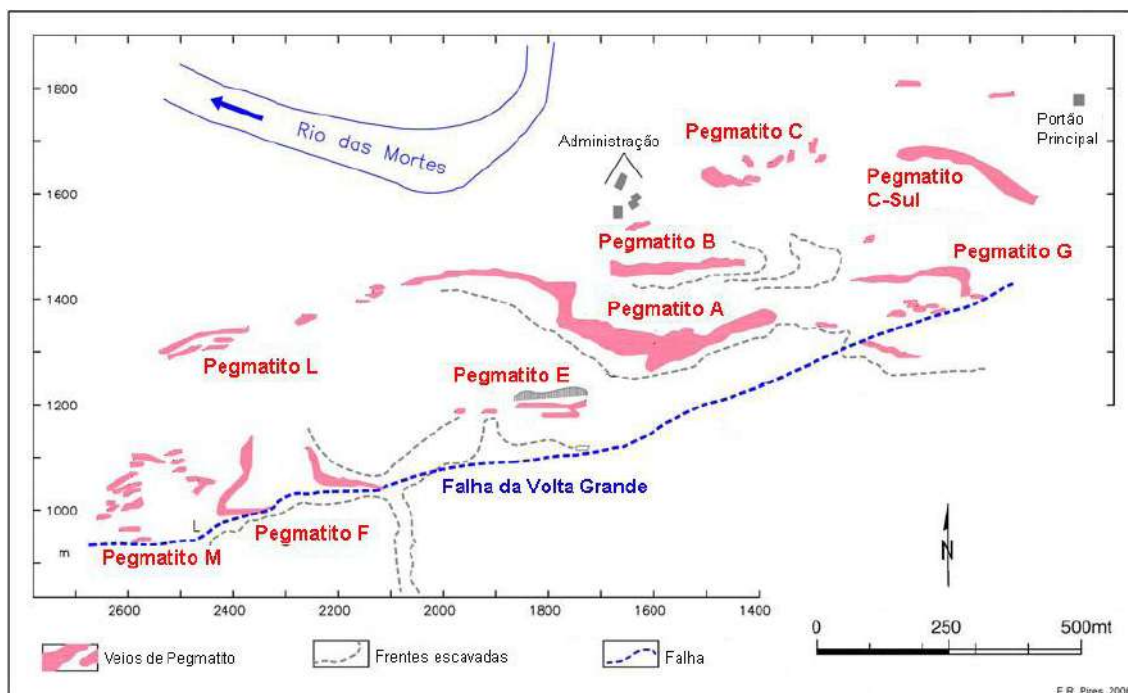 1800
1600
1400
1200
1000
m
Rio das Mortes
Administração
Pegmatito C
Portão
Principal
Pegmatito
C-Sul
Pegmatito B
Pegmatito G
Pegmatito A
Pegmatito L
Pegmatito E
Falha da Volta Grande
L
Pegmatito F
Pegmatito M
N
2600
2400
2200
2000
1800
1600
1400
Veios de Pegmatito
Frentes escavadas
Falha
0
250
500mt
F.R. Pires, 2006